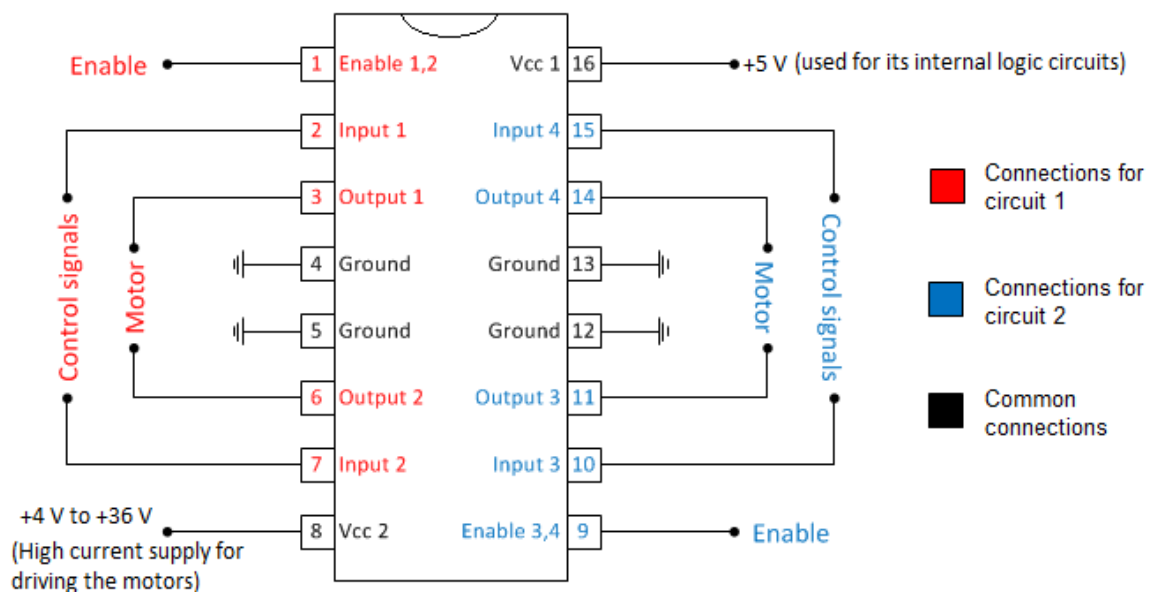 Enable
1 Enable 1,2 Vcc 1 16
+5 V (used for its internal logic circuits)
2 Input 1 Input 4 15
3 Output 1 Output 4 14
4 Ground Ground 13
5 Ground Ground 12
6 Output 2 Output 3 11
7 Input 2 Input 3 10
8 Vcc 2 Enable 3,4 9
Control signals
Motor
Motor
Control signals
+4 V to +36 V
(High current supply for
driving the motors)
Enable
Connections for
circuit 1
Connections for
circuit 2
Common
connections